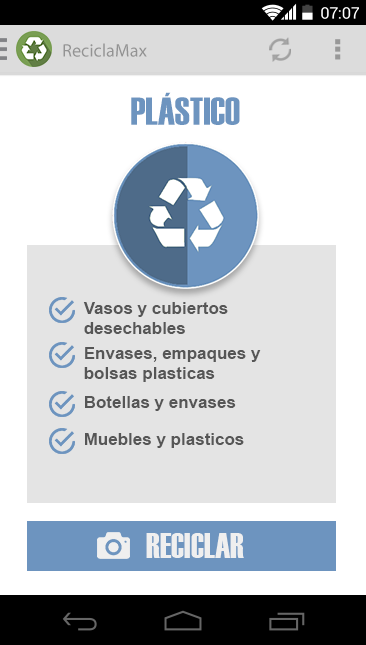 07:07
ReciclaMax
PLÁSTICO
Vasos y cubiertos
desechables
Envases, empaques y
bolsas plasticas
Botellas y envases
Muebles y plasticos
RECICLAR